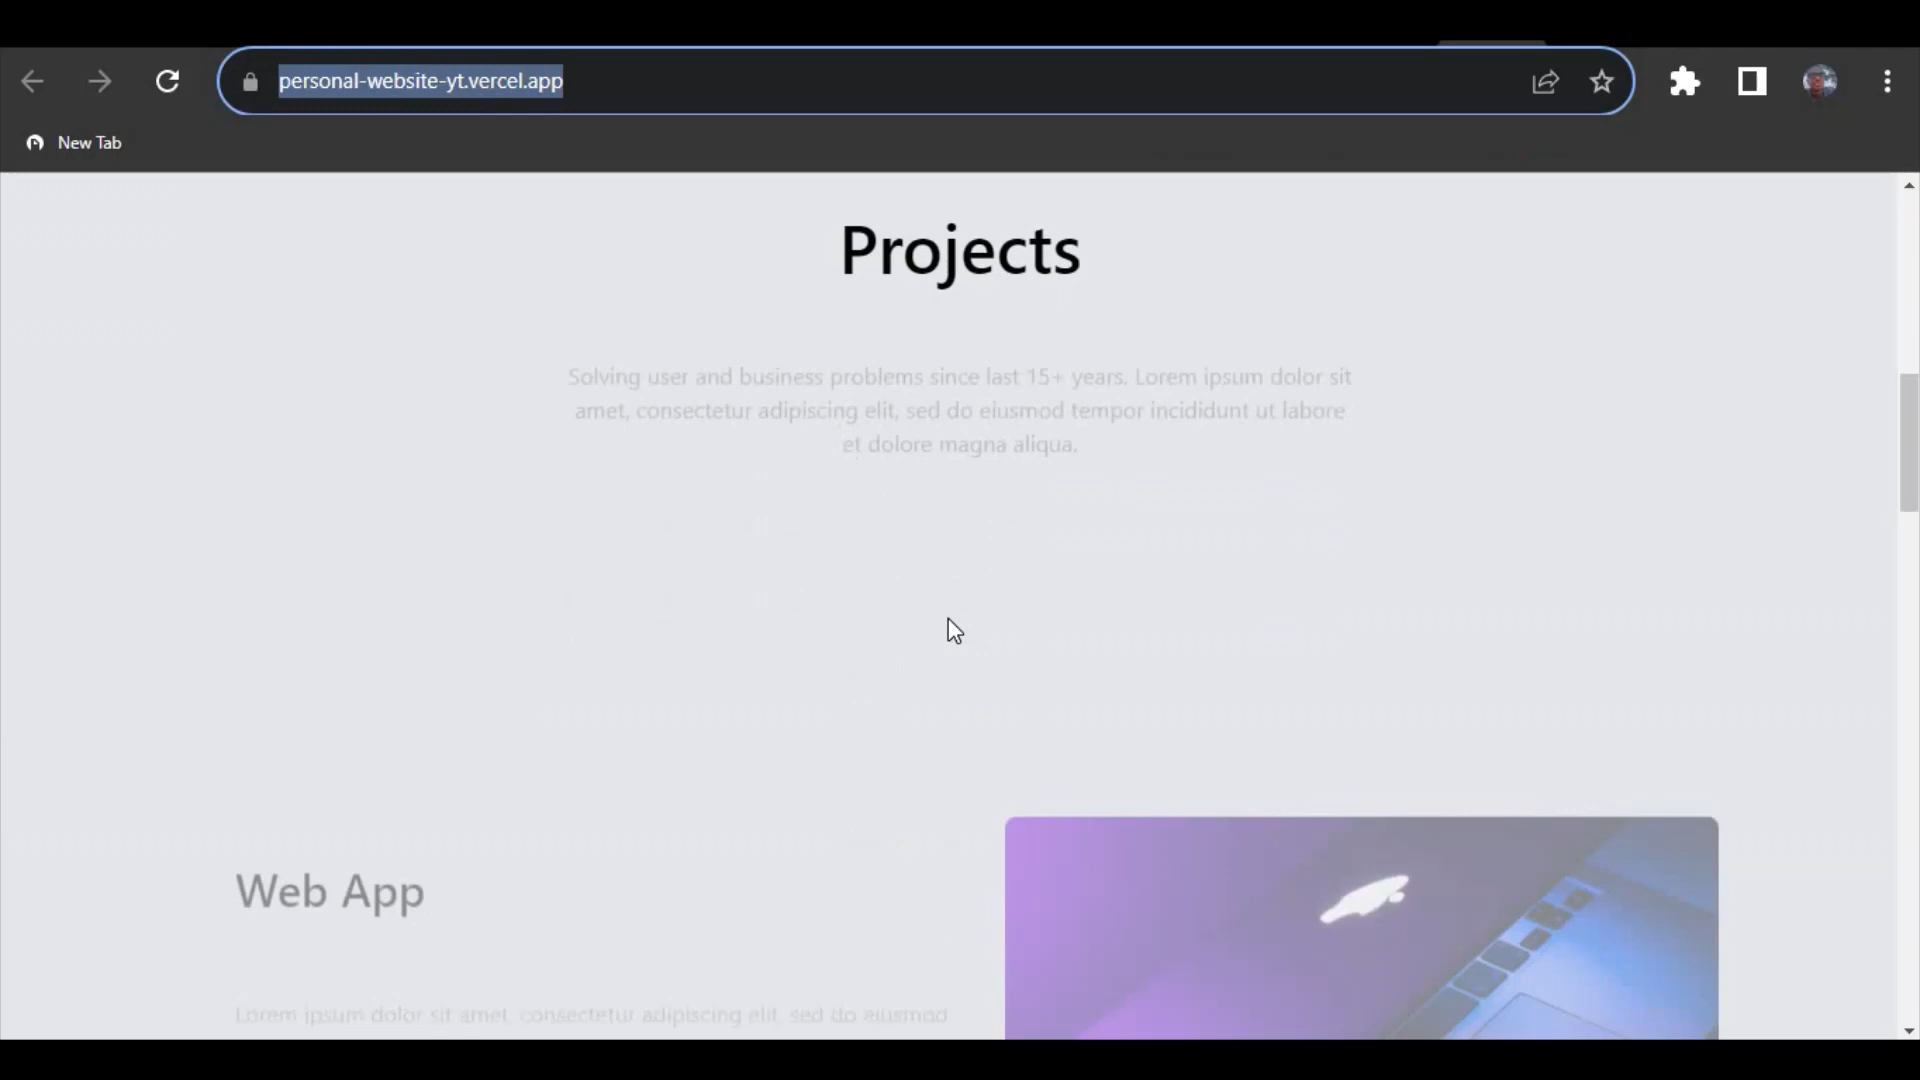 personal-website-yt.vercel.app
New Tab
Projects
Solving user and business problems since last 15+ years. Lorem ipsum dolor sit
amet, consectetur adipiscing elit, sed do eiusmod tempor incididunt ut labore
et dolore magna aliqua.
Web App
Lorem ipsum dolor sit amet, consectetur adipiscing elit, sed do eiusmod